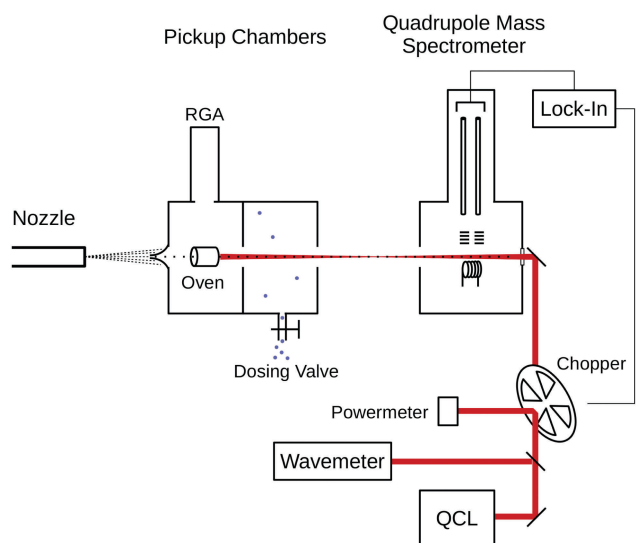 Pickup Chambers
Quadrupole Mass
Spectrometer
RGA
Lock-In
Nozzle
Oven
Dosing Valve
Chopper
Powermeter
Wavemeter
QCL